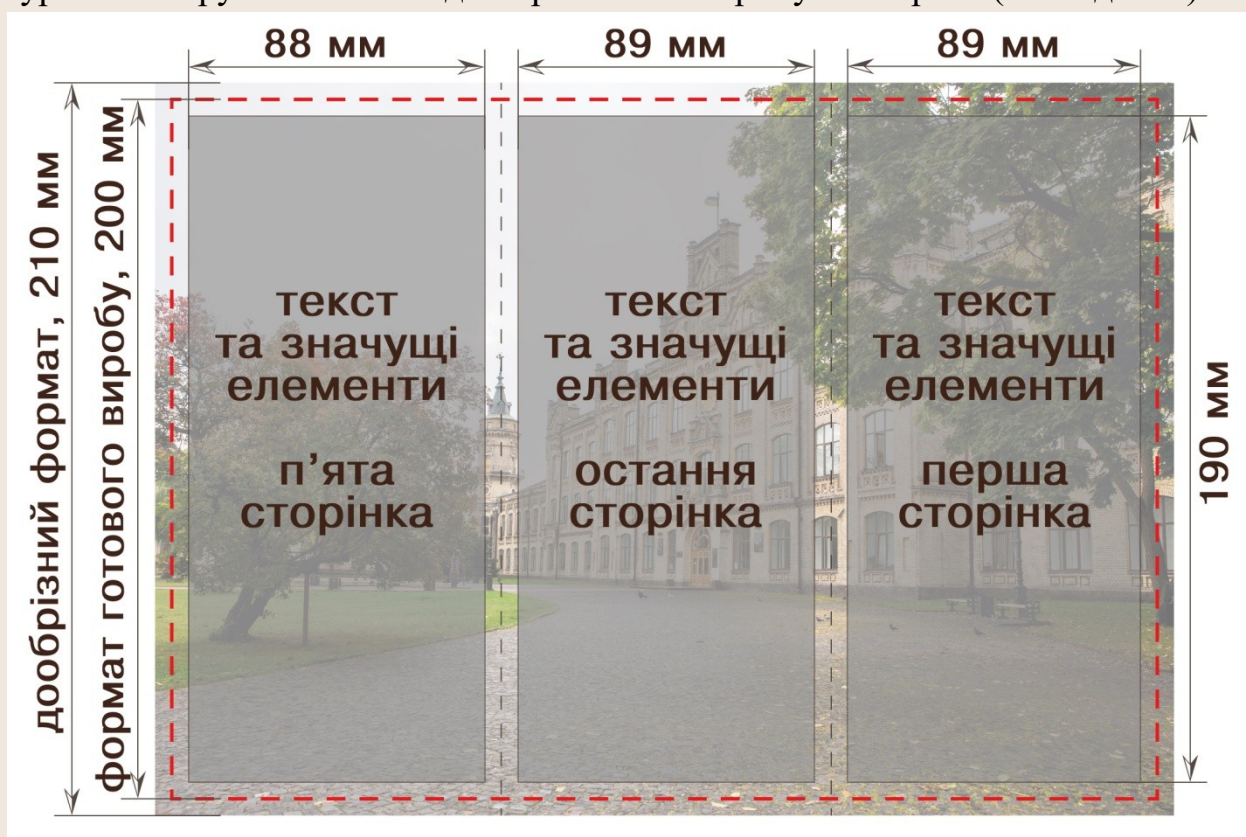 88 мм
89 мм
89 мм
дообрізний формат, 210 мм
формат готового виробу, 200 мм
текст
та значущі
елементи
п’ята
сторінка
текст
та значущі
елементи
остання
сторінка
текст
та значущі
елементи
перша
сторінка
190 мм